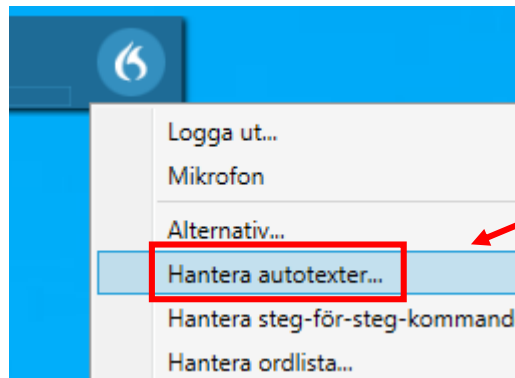 Logga ut...
Mikrofon
Alternativ...
Hantera autotexter...
Hantera steg-för-steg-kommand
Hantera ordlista...